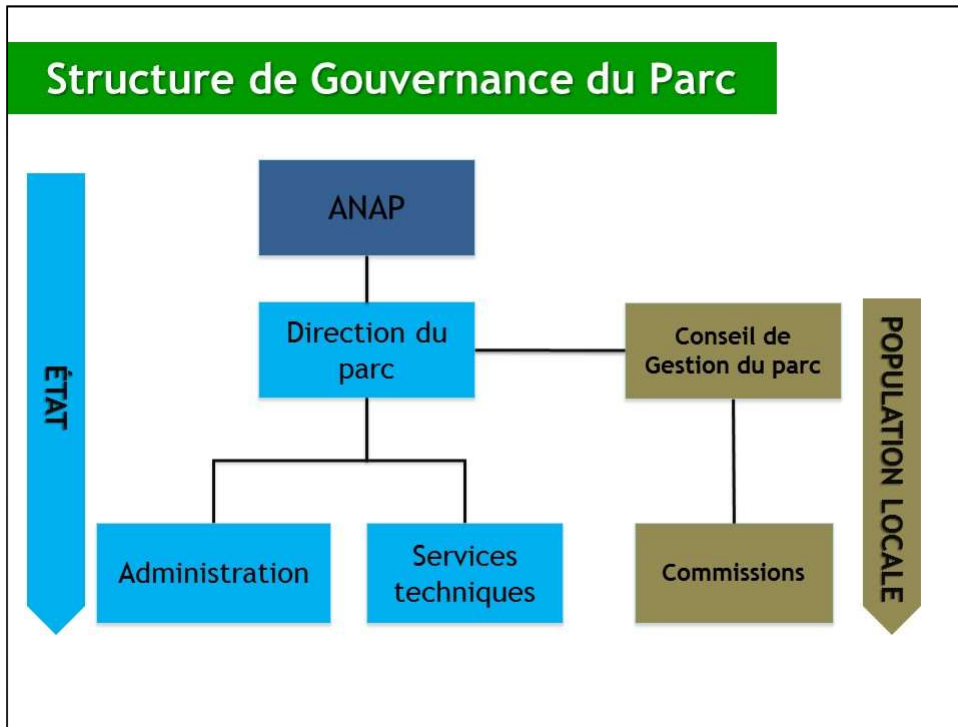 Structure de Gouvernance du Parc
ANAP
ÉTAT
Direction du
parc
Conseil de
Gestion du parc
POPULATION LOCALE
Administration
Services
techniques
Commissions